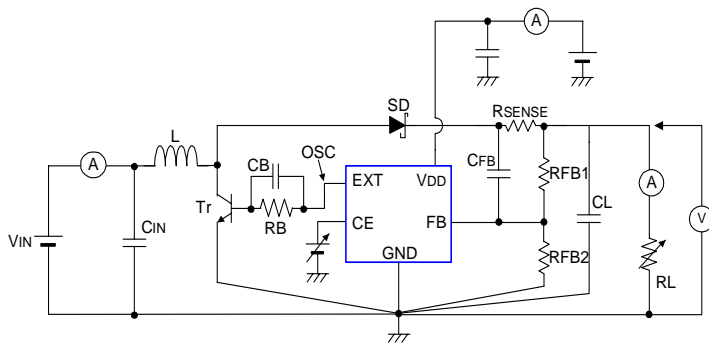 A
SD
RSENSE
L
OSC
A
CB
EXT
VDD
CFB
RFB1
A
Tr
RB
CE
FB
CL
V
VIN
CIN
GND
RFB2
RL